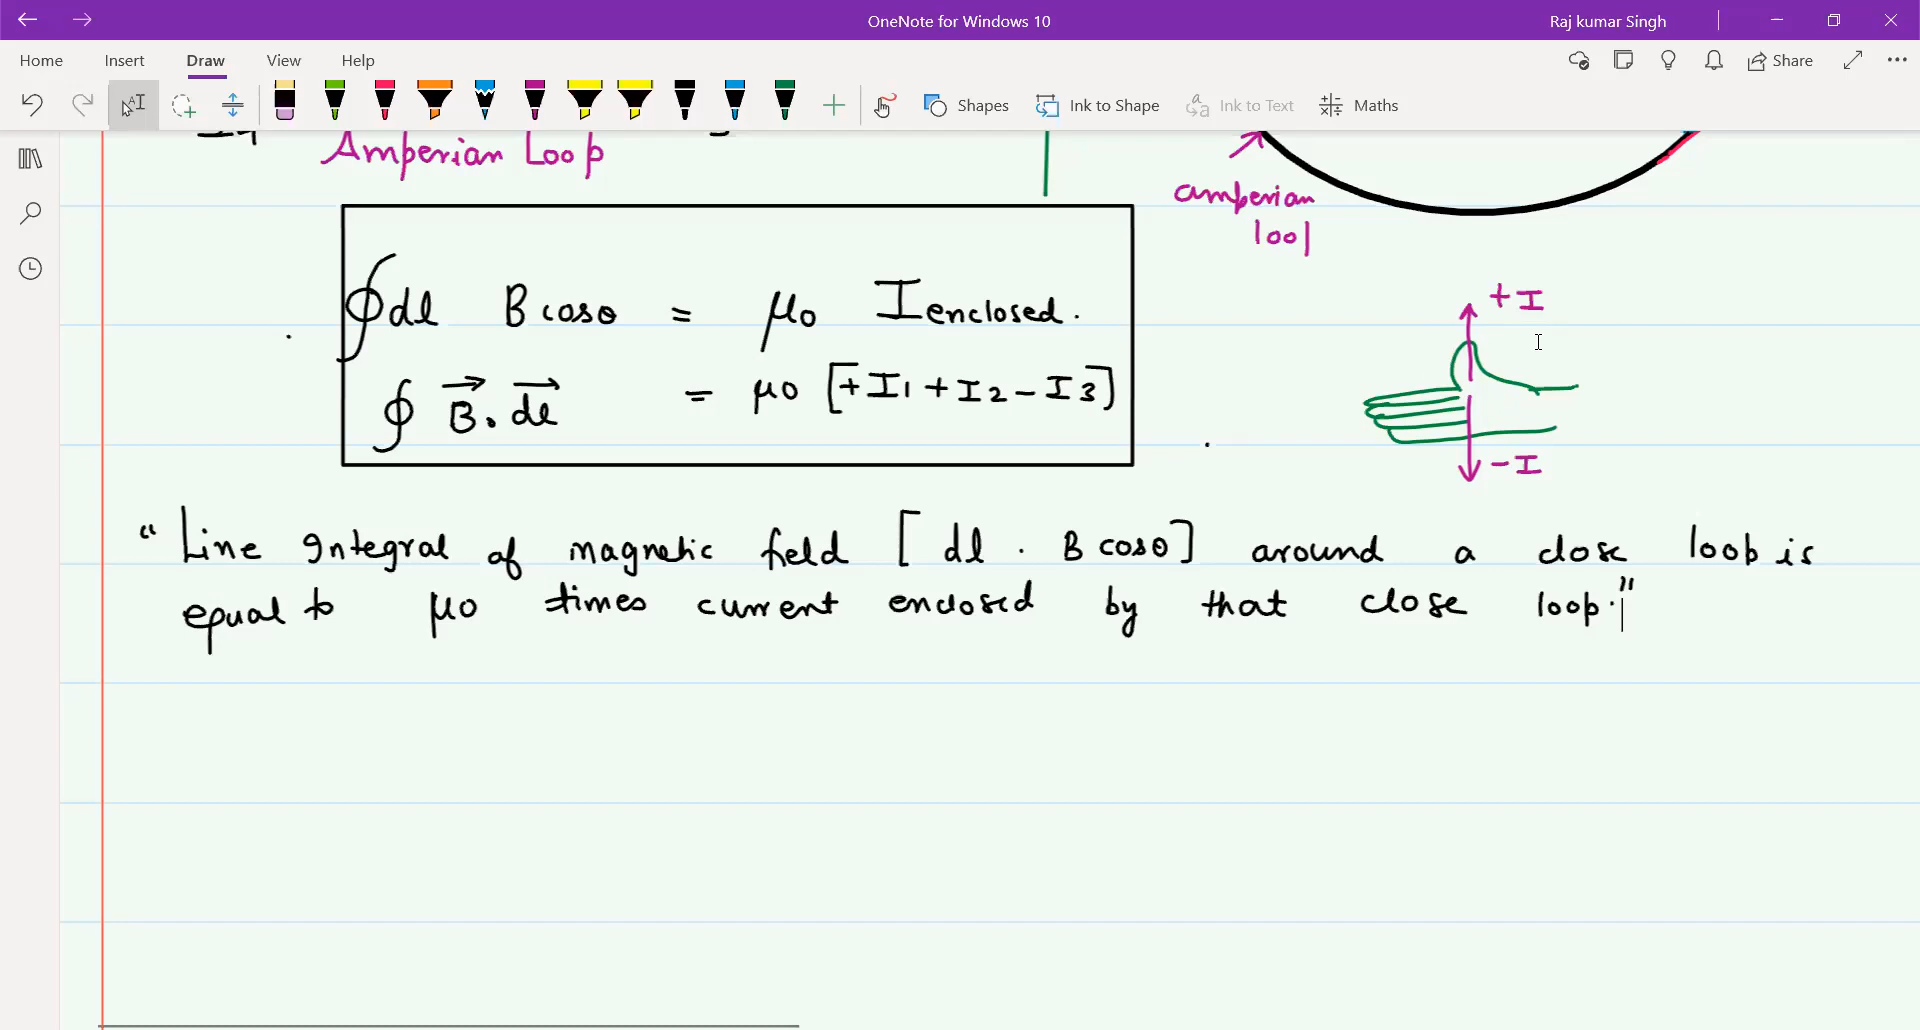 OneNote for Windows 10
Raj kumar Singh
Home Insert Draw View Help
Share
Shapes Ink to Shape Ink to Text Maths
Amperian Loop
amperian
lool
∮dl B cosθ = μo I enclosed.
∮ B⃗ . dl⃗ = μo [+I1 + I2 - I3]
+I
-I
“ Line Integral of magnetic field [ dl . B cosθ] around a close loop is
equal to μo times current enclosed by that close loop."